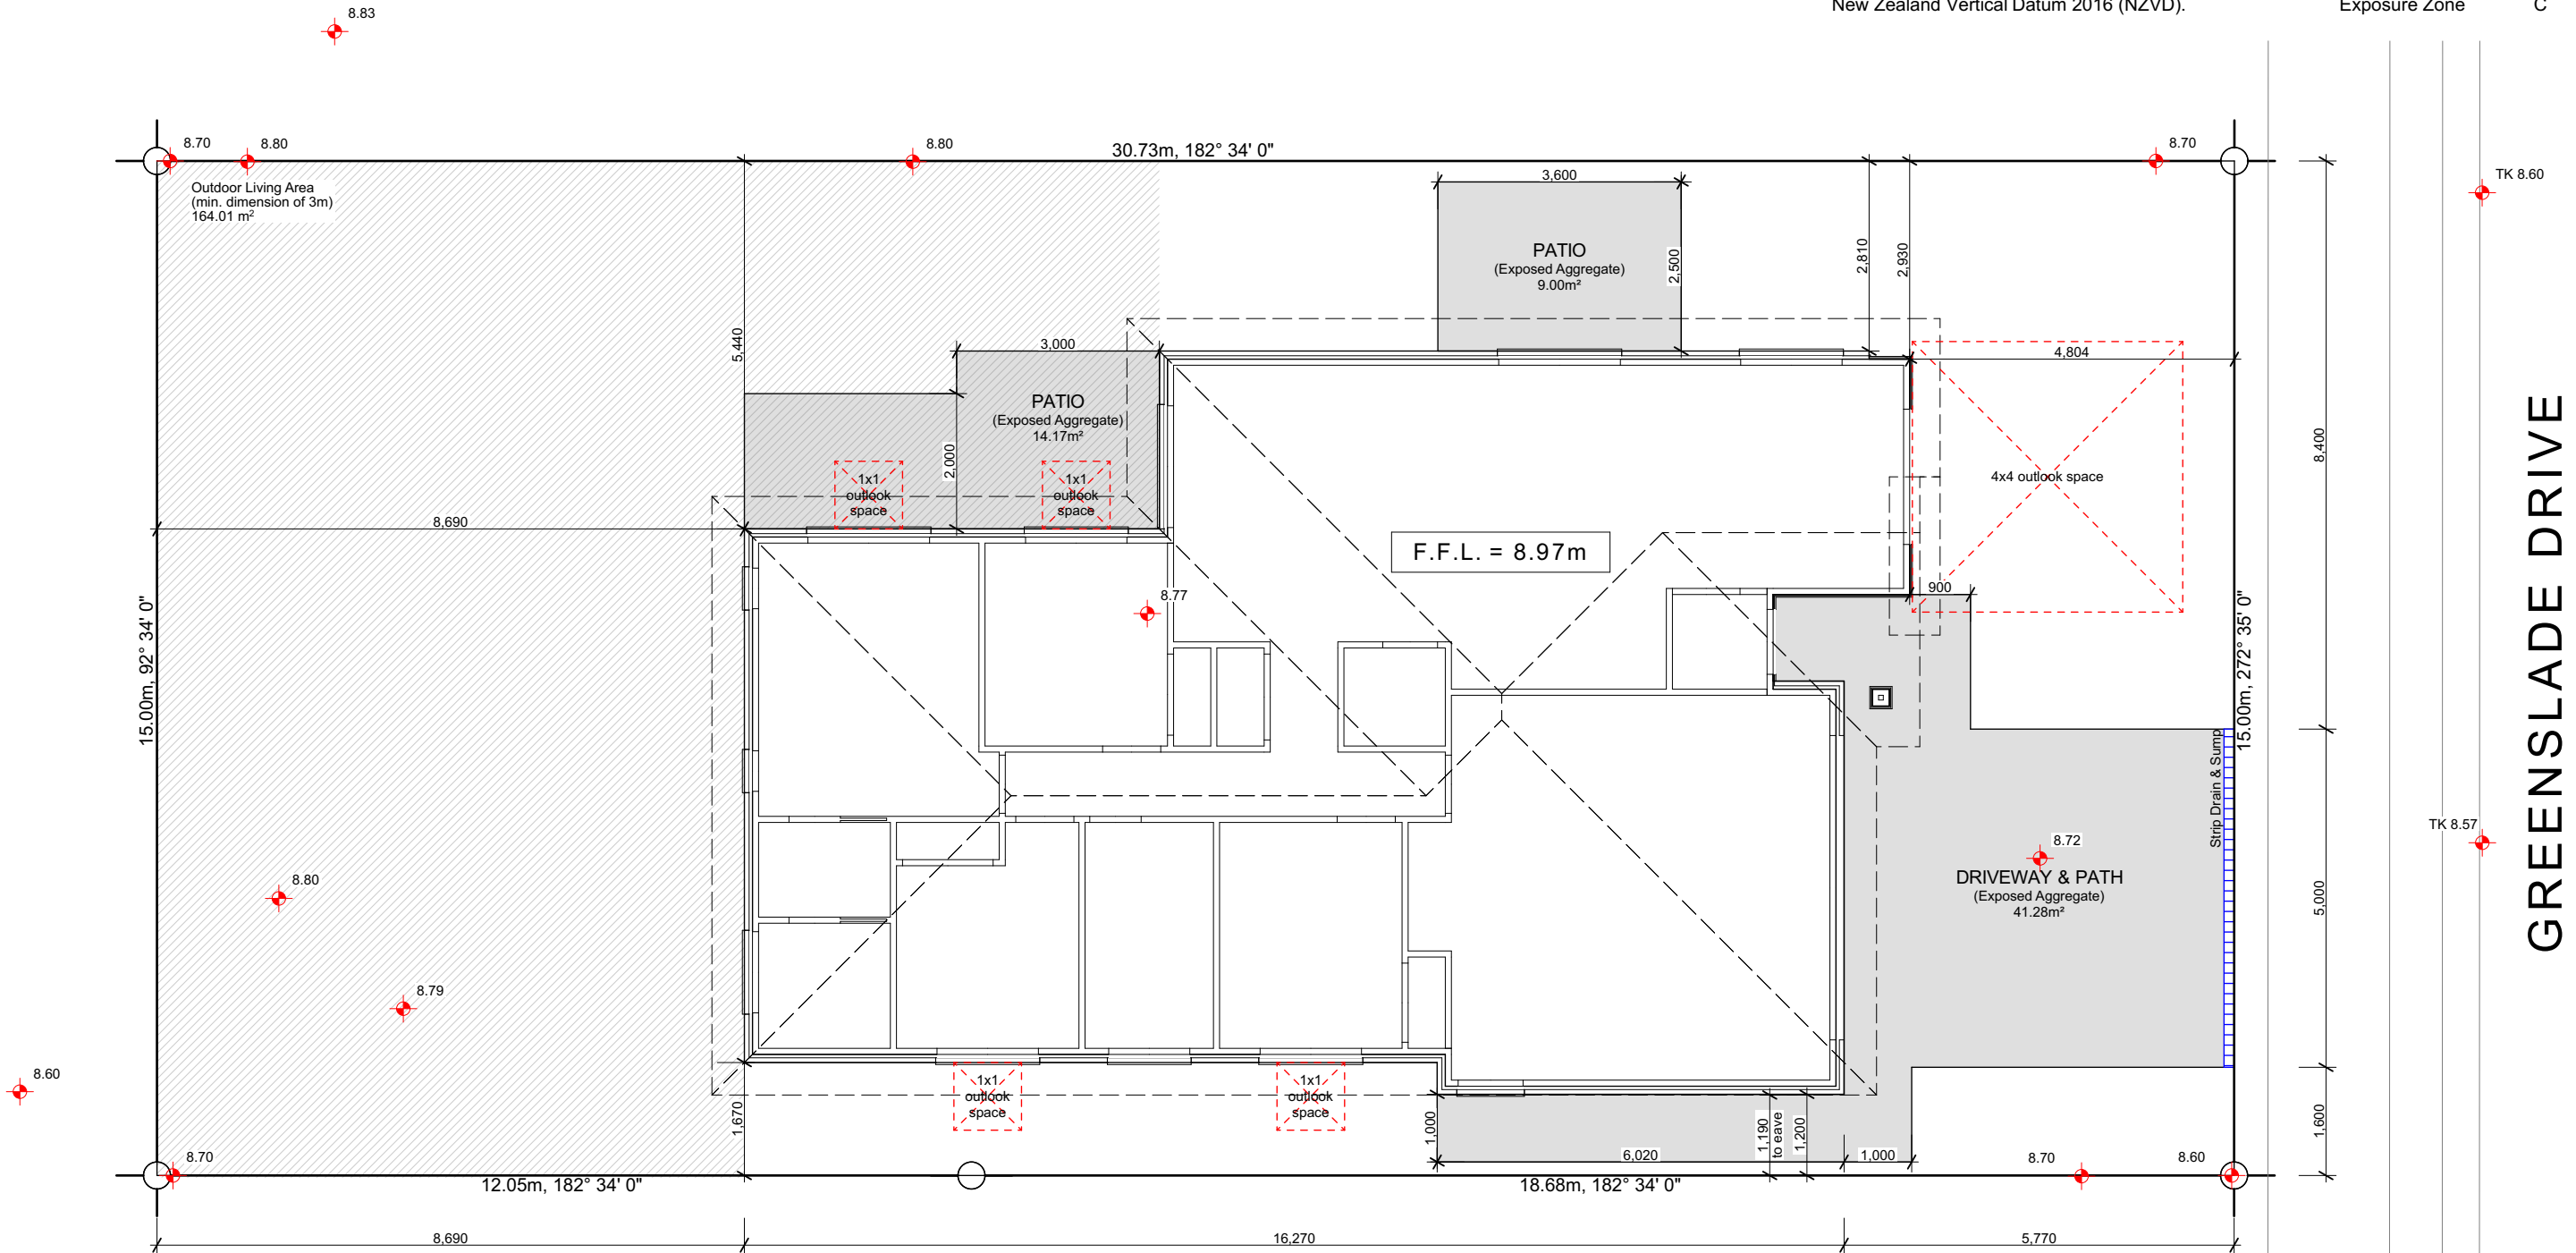 New Zealand Vertical Datum 2016 (NZVD).
Exposure Zone C
8.83
8.70
8.80
8.80
30.73m, 182° 34' 0"
8.70
TK 8.60
Outdoor Living Area
(min. dimension of 3m)
164.01 m²
3,600
PATIO
(Exposed Aggregate)
9.00m²
2,500
2,810
2,930
5,440
3,000
4,804
PATIO
(Exposed Aggregate)
14.17m²
2,000
1x1
outlook
space
1x1
outlook
space
4x4 outlook space
8,400
8,690
F.F.L. = 8.97m
8.77
900
15.00m, 92° 34' 0"
15.00m, 272° 35' 0"
GREENSLADE DRIVE
Strip Drain & Sump
TK 8.57
8.72
DRIVEWAY & PATH
(Exposed Aggregate)
41.28m²
5,000
8.80
8.79
8.60
1x1
outlook
space
1x1
outlook
space
1,670
1,000
1,190
to eave
1,200
1,600
6,020
1,000
8.70
8.70
8.60
12.05m, 182° 34' 0"
18.68m, 182° 34' 0"
8,690
16,270
5,770